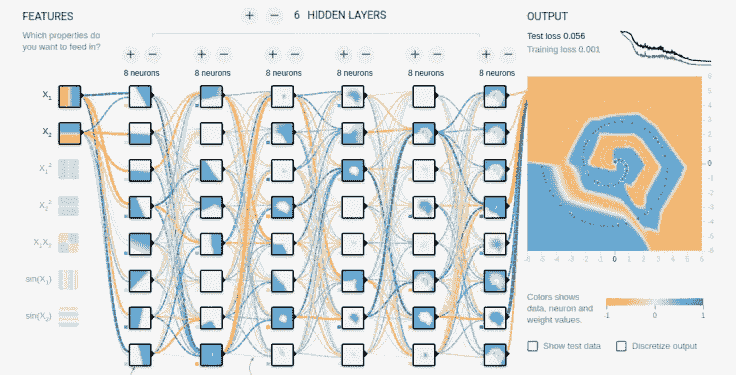 FEATURES
Which properties do
you want to feed in?
+ − 6 HIDDEN LAYERS
+ − + − + − + − + − + −
8 neurons 8 neurons 8 neurons 8 neurons 8 neurons 8 neurons
X₁
X₂
X₁²
X₂²
X₁X₂
sin(X₁)
sin(X₂)
OUTPUT
Test loss 0.056
Training loss 0.001
6
5
4
3
2
1
0
-1
-2
-3
-4
-5
-6
-6 -5 -4 -3 -2 -1 0 1 2 3 4 5 6
Colors shows
data, neuron and
weight values.
-1 0 1
Show test data Discretize output